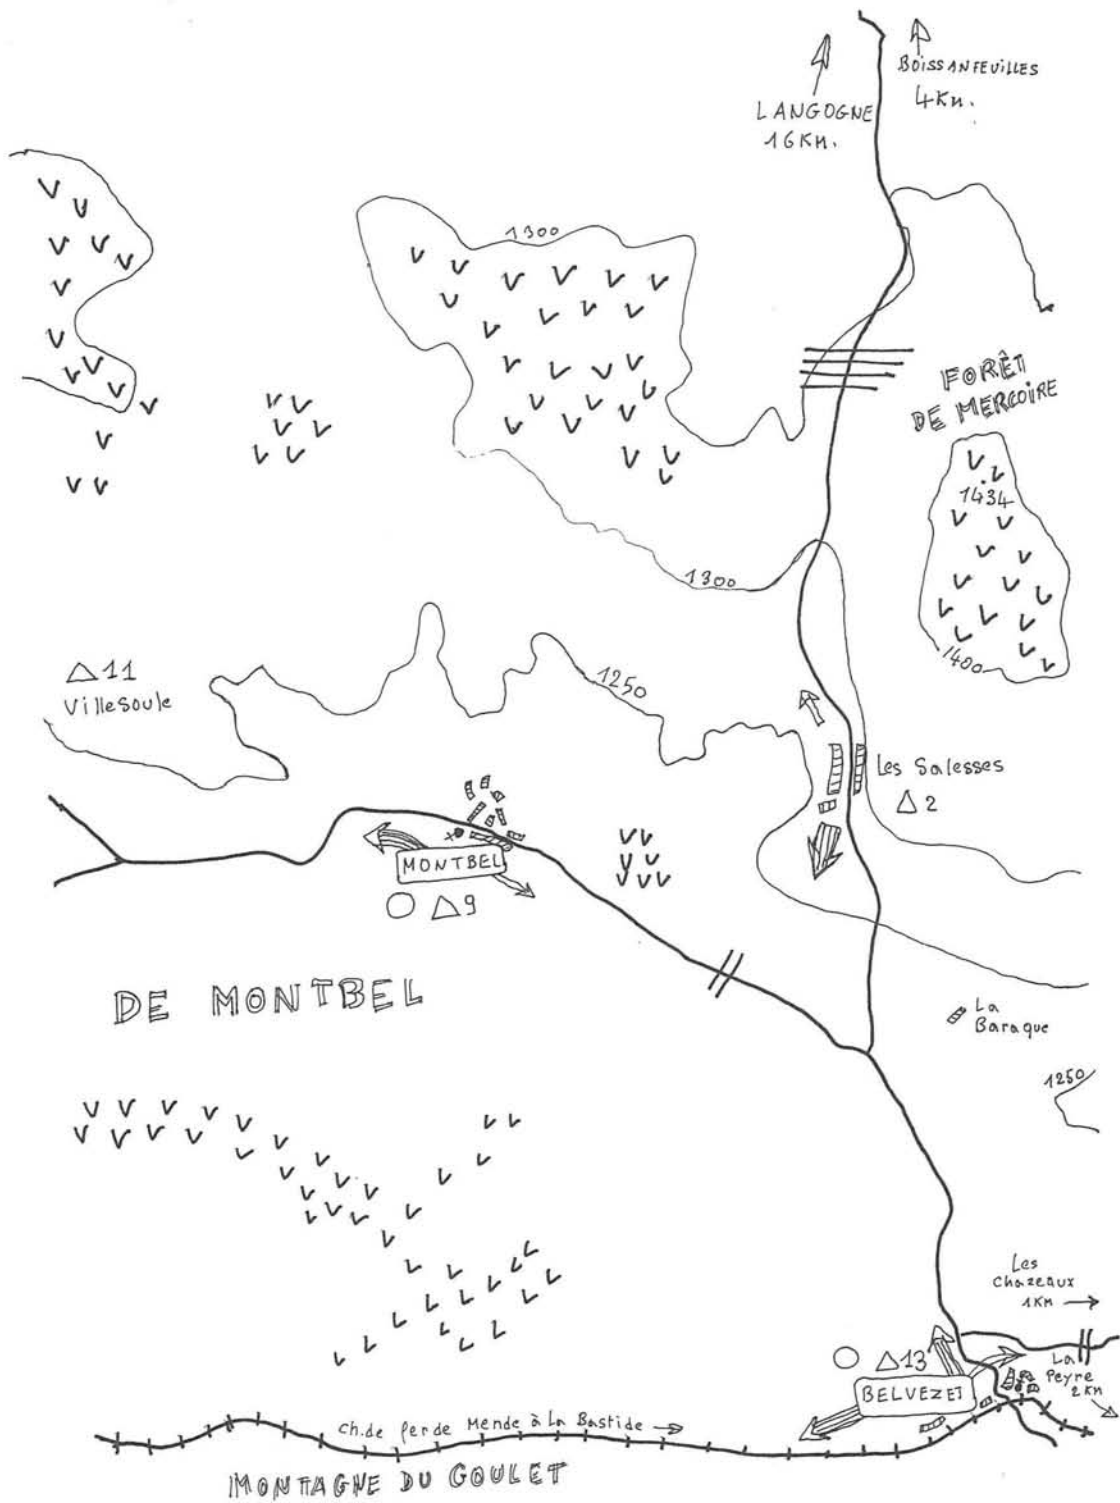 BOISSANFEUILLES
4Km.
LANGOGNE
16Km.
1300
FORÊT
DE MERCOIRE
1434
1300
1400
11
Villesoule
1250
Les Salesses
2
MONTBEL
9
DE MONTBEL
La
Baraque
1250
Les
Chazeaux
1Km
13
La
Peyre
2Km
BELVEZET
ch.de fer de Mende à la Bastide
MONTAGNE DU GOULET